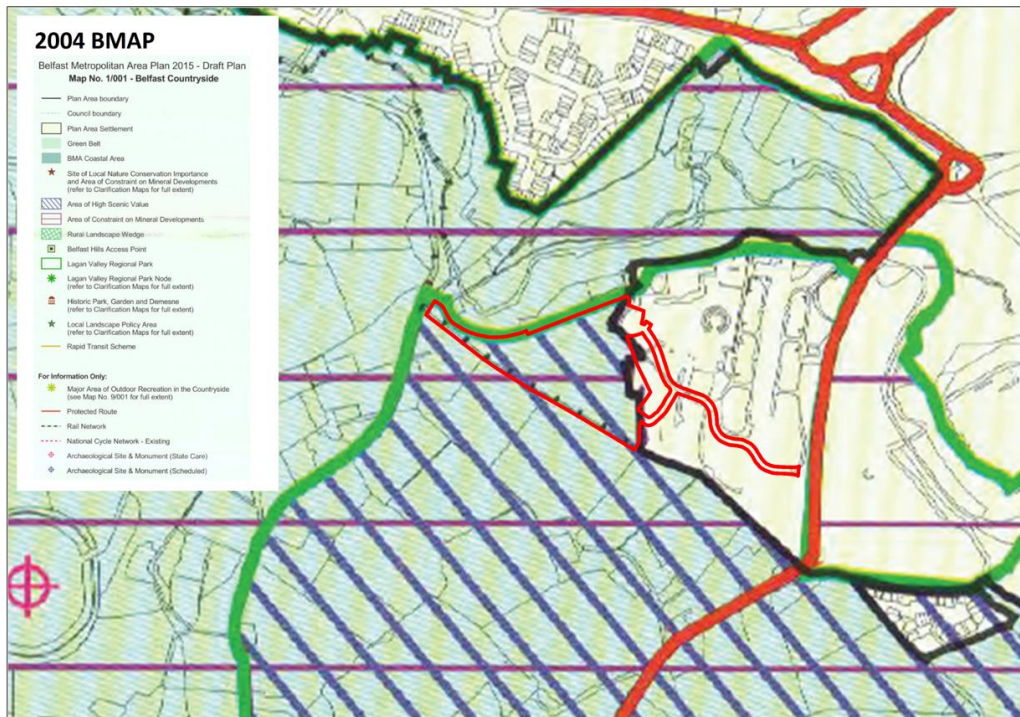 2004 BMAP
Belfast Metropolitan Area Plan 2015 - Draft Plan
Map No. 1/001 - Belfast Countryside
Plan Area boundary
Council boundary
Plan Area Settlement
Green Belt
BMA Coastal Area
Site of Local Nature Conservation Importance
and Area of Constraint on Mineral Developments
(refer to Clarification Maps for full extent)
Area of High Scenic Value
Area of Constraint on Mineral Developments
Rural Landscape Wedge
Belfast Hills Access Point
Lagan Valley Regional Park
Lagan Valley Regional Park Node
(refer to Clarification Maps for full extent)
Historic Park, Garden and Demesne
(refer to Clarification Maps for full extent)
Local Landscape Policy Area
(refer to Clarification Maps for full extent)
Rapid Transit Scheme
For Information Only:
Major Area of Outdoor Recreation in the Countryside
(see Map No. 9/001 for full extent)
Protected Route
Rail Network
National Cycle Network - Existing
Archaeological Site & Monument (State Care)
Archaeological Site & Monument (Scheduled)